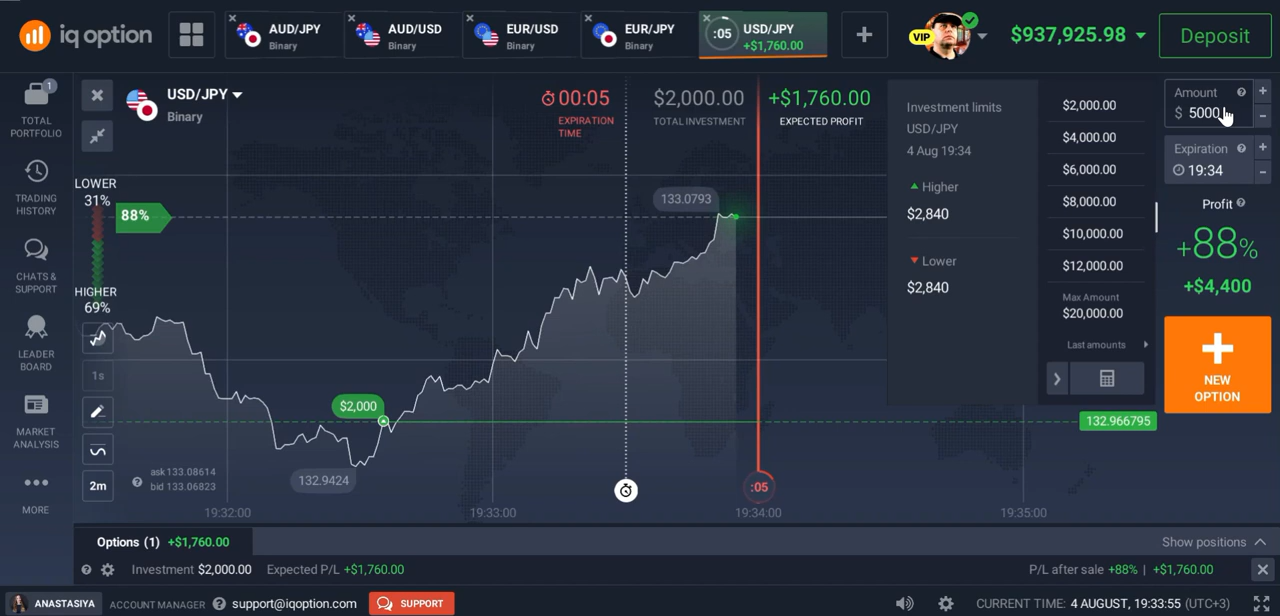 iq option
AUD/JPY
Binary
AUD/USD
Binary
EUR/USD
Binary
EUR/JPY
Binary
:05
USD/JPY
+$1,760.00
VIP
$937,925.98
Deposit
1
TOTAL
PORTFOLIO
TRADING
HISTORY
CHATS &
SUPPORT
LEADER
BOARD
MARKET
ANALYSIS
MORE
USD/JPY
Binary
00:05
EXPIRATION
TIME
$2,000.00
TOTAL INVESTMENT
+$1,760.00
EXPECTED PROFIT
LOWER
31%
88%
HIGHER
69%
1s
2m
133.0793
$2,000
132.9424
ask 133.08614
bid 133.06823
132.966795
:05
19:32:00
19:33:00
19:34:00
19:35:00
Investment limits
USD/JPY
4 Aug 19:34
Higher
$2,840
Lower
$2,840
$2,000.00
$4,000.00
$6,000.00
$8,000.00
$10,000.00
$12,000.00
Max Amount
$20,000.00
Last amounts
Amount
$ 5000
Expiration
19:34
Profit
+88%
+$4,400
NEW
OPTION
Options (1) +$1,760.00
Show positions
Investment $2,000.00 Expected P/L +$1,760.00
P/L after sale +88% | +$1,760.00
ANASTASIYA
ACCOUNT MANAGER
support@iqoption.com
SUPPORT
CURRENT TIME: 4 AUGUST, 19:33:55 (UTC+3)